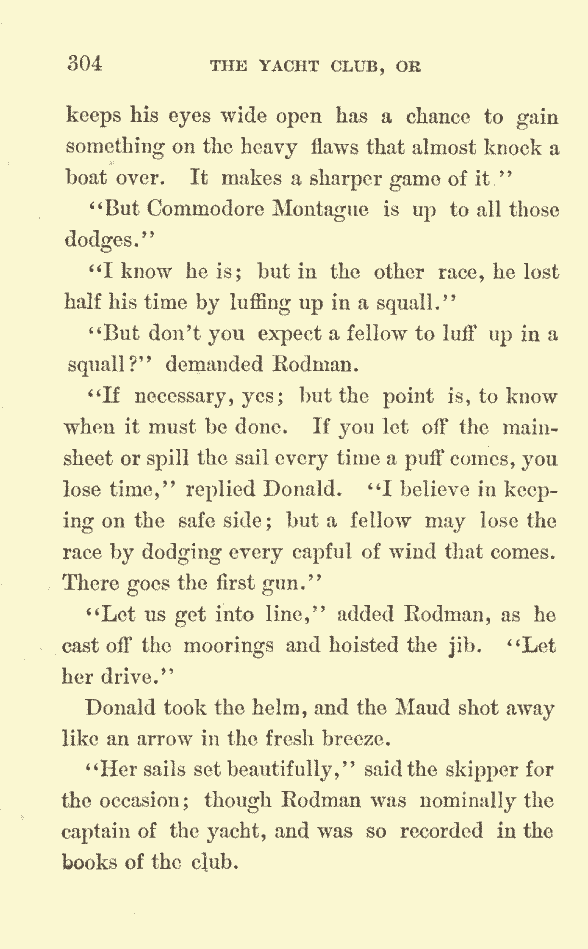 304 THE YACHT CLUB, OR
keeps his eyes wide open has a chance to gain
something on the heavy flaws that almost knock a
boat over. It makes a sharper game of it."
"But Commodore Montague is up to all those
dodges."
"I know he is; but in the other race, he lost
half his time by luffing up in a squall."
"But don't you expect a fellow to luff up in a
squall?" demanded Rodman.
"If necessary, yes; but the point is, to know
when it must be done. If you let off the main-
sheet or spill the sail every time a puff comes, you
lose time," replied Donald. "I believe in keep-
ing on the safe side; but a fellow may lose the
race by dodging every capful of wind that comes.
There goes the first gun."
"Let us get into line," added Rodman, as he
cast off the moorings and hoisted the jib. "Let
her drive."
Donald took the helm, and the Maud shot away
like an arrow in the fresh breeze.
"Her sails set beautifully," said the skipper for
the occasion; though Rodman was nominally the
captain of the yacht, and was so recorded in the
books of the club.